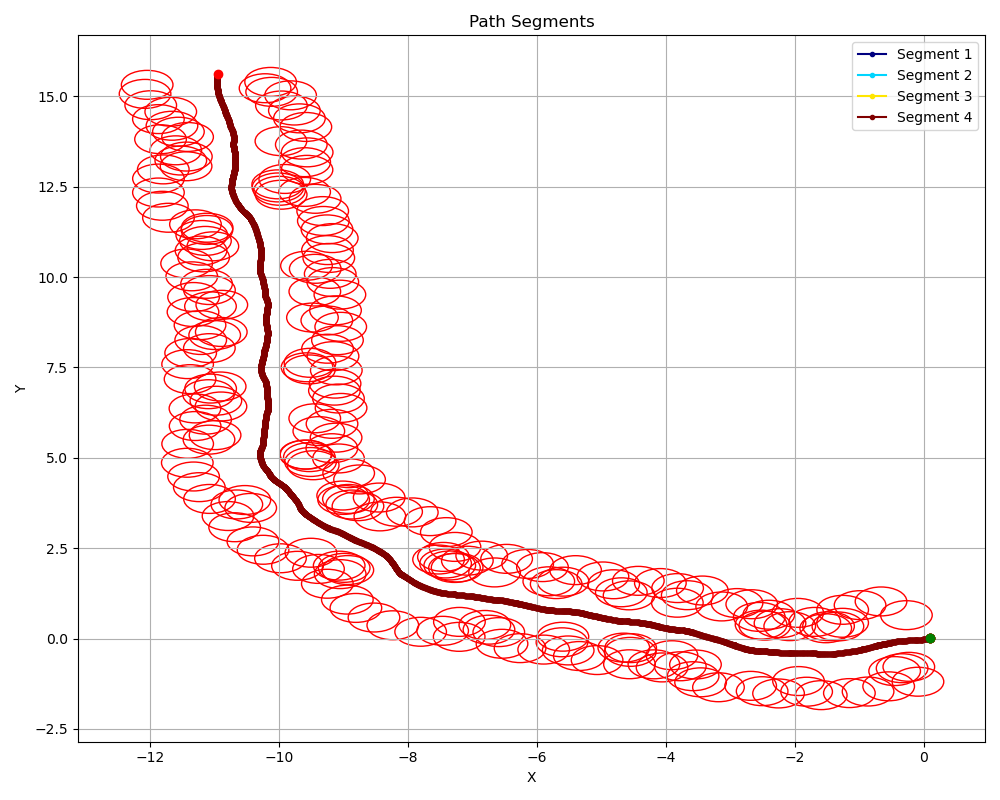 Path Segments
Segment 1
Segment 2
Segment 3
Segment 4
Y
15.0
12.5
10.0
7.5
5.0
2.5
0.0
−2.5
−12
−10
−8
−6
−4
−2
0
X